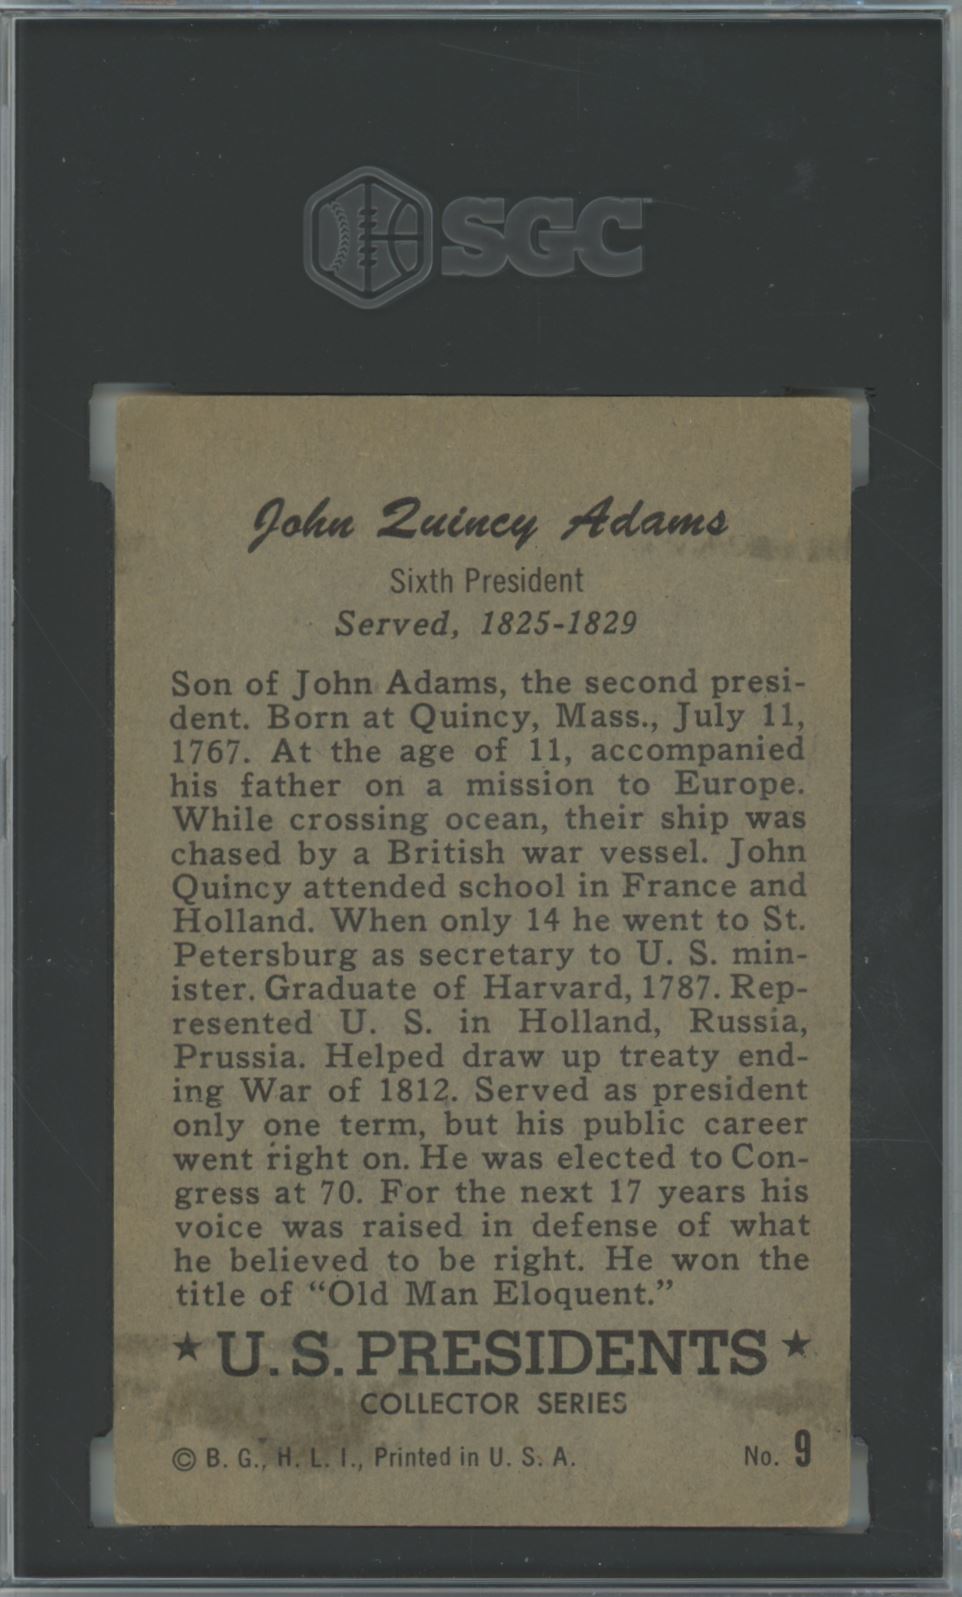 SGC
John Quincy Adams
Sixth President
Served, 1825-1829
Son of John Adams, the second presi-
dent. Born at Quincy, Mass., July 11,
1767. At the age of 11, accompanied
his father on a mission to Europe.
While crossing ocean, their ship was
chased by a British war vessel. John
Quincy attended school in France and
Holland. When only 14 he went to St.
Petersburg as secretary to U. S. min-
ister. Graduate of Harvard, 1787. Rep-
resented U. S. in Holland, Russia,
Prussia. Helped draw up treaty end-
ing War of 1812. Served as president
only one term, but his public career
went right on. He was elected to Con-
gress at 70. For the next 17 years his
voice was raised in defense of what
he believed to be right. He won the
title of “Old Man Eloquent.”
★ U.S. PRESIDENTS ★
COLLECTOR SERIES
© B. G., H. L. I., Printed in U. S. A. No. 9